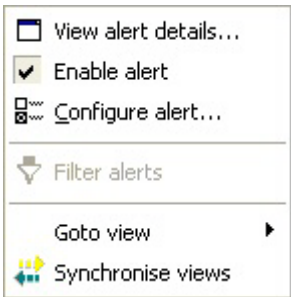 View alert details...
Enable alert
Configure alert...
Filter alerts
Goto view
Synchronise views